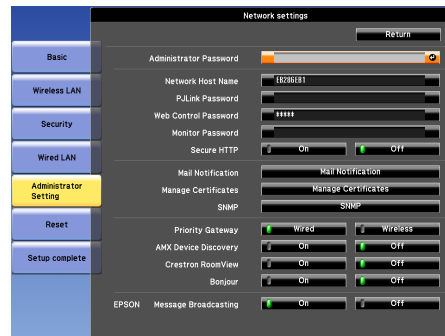 Network settings
Return
Basic
Wireless LAN
Security
Wired LAN
Administrator
Setting
Reset
Setup complete
Administrator Password
Network Host Name EB286EB1
PJLink Password
Web Control Password *****
Monitor Password
Secure HTTP On Off
Mail Notification Mail Notification
Manage Certificates Manage Certificates
SNMP SNMP
Priority Gateway Wired Wireless
AMX Device Discovery On Off
Crestron RoomView On Off
Bonjour On Off
EPSON Message Broadcasting On Off